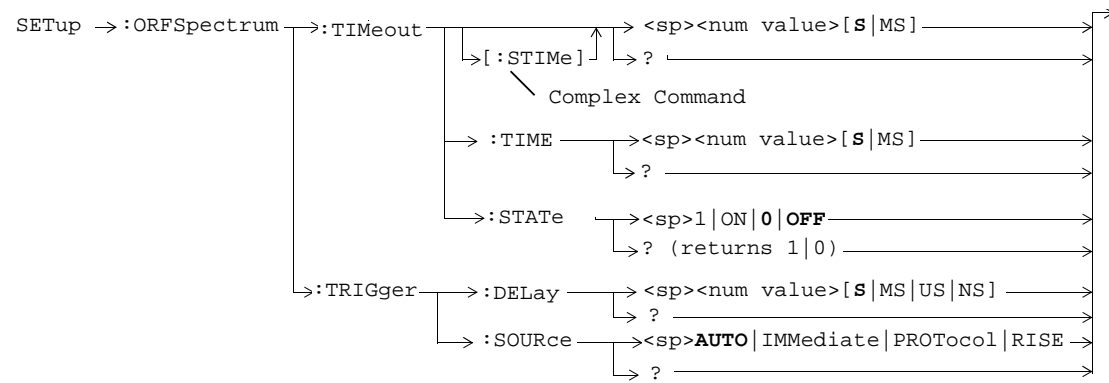 SETup :ORFSpectrum :TIMeout <sp><num value>[S|MS]
[:STIMe] ?
Complex Command
:TIME <sp><num value>[S|MS]
?
:STATe <sp>1|ON|0|OFF
? (returns 1|0)
:TRIGger :DELay <sp><num value>[S|MS|US|NS]
?
:SOURce <sp>AUTO|IMMediate|PROTocol|RISE
?